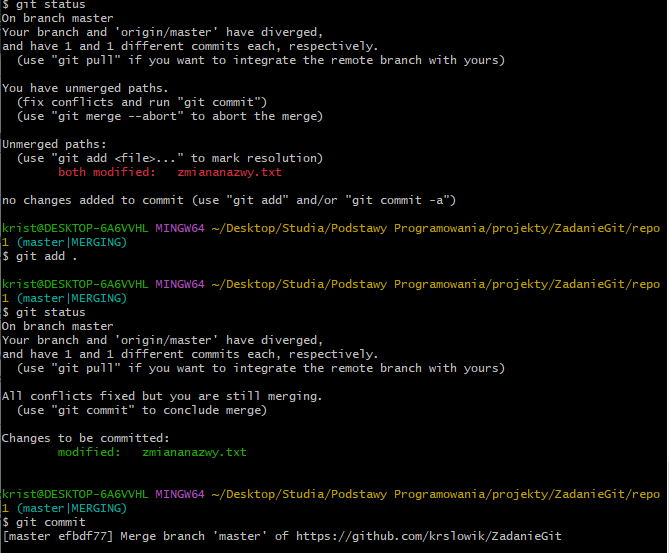 $ git status
On branch master
Your branch and 'origin/master' have diverged,
and have 1 and 1 different commits each, respectively.
  (use "git pull" if you want to integrate the remote branch with yours)

You have unmerged paths.
  (fix conflicts and run "git commit")
  (use "git merge --abort" to abort the merge)

Unmerged paths:
  (use "git add <file>..." to mark resolution)
        both modified:   zmiananazwy.txt

no changes added to commit (use "git add" and/or "git commit -a")

krist@DESKTOP-6A6VVHL MINGW64 ~/Desktop/Studia/Podstawy Programowania/projekty/ZadanieGit/repo
1 (master|MERGING)
$ git add .

krist@DESKTOP-6A6VVHL MINGW64 ~/Desktop/Studia/Podstawy Programowania/projekty/ZadanieGit/repo
1 (master|MERGING)
$ git status
On branch master
Your branch and 'origin/master' have diverged,
and have 1 and 1 different commits each, respectively.
  (use "git pull" if you want to integrate the remote branch with yours)

All conflicts fixed but you are still merging.
  (use "git commit" to conclude merge)

Changes to be committed:
        modified:   zmiananazwy.txt


krist@DESKTOP-6A6VVHL MINGW64 ~/Desktop/Studia/Podstawy Programowania/projekty/ZadanieGit/repo
1 (master|MERGING)
$ git commit
[master efbdf77] Merge branch 'master' of https://github.com/krslowik/ZadanieGit